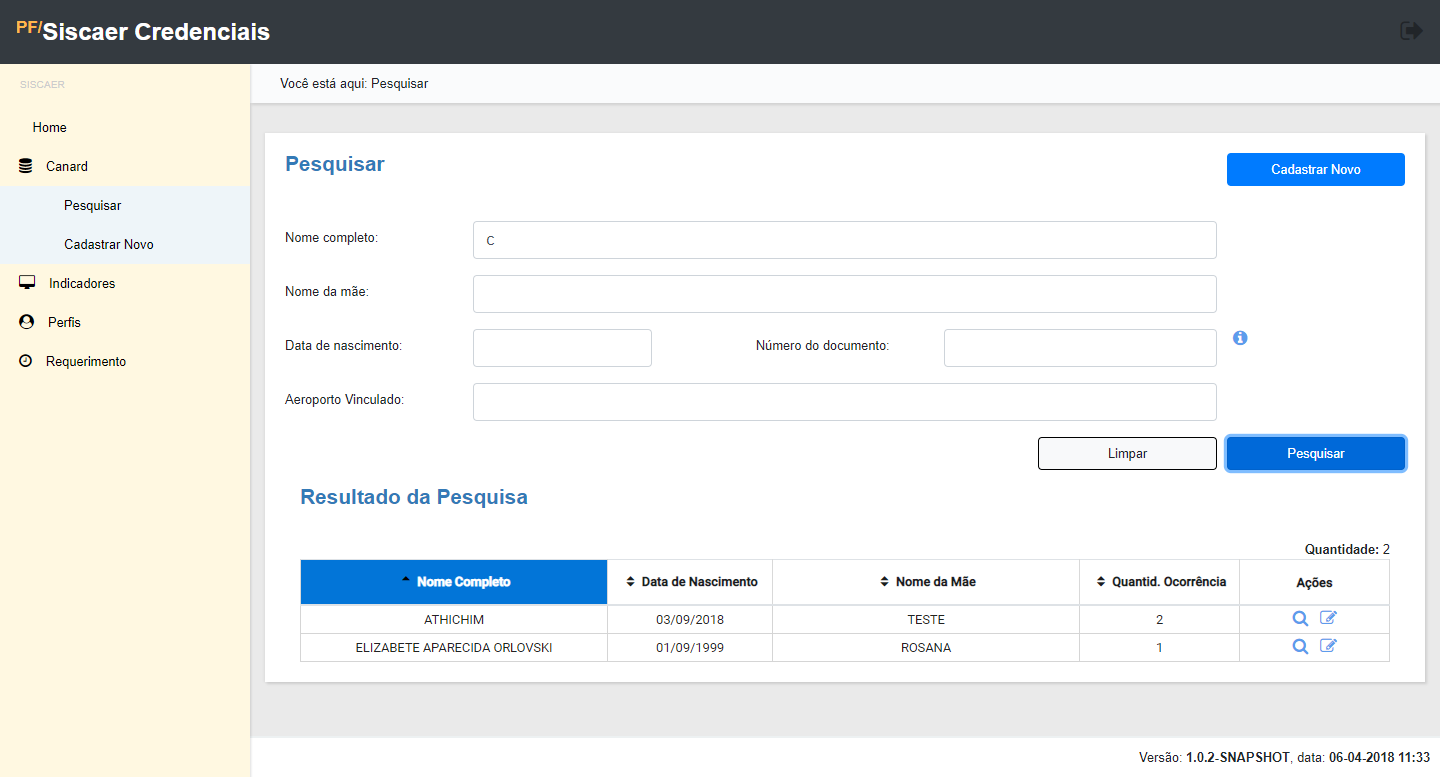 PF/Siscaer Credenciais
SISCAER
Você está aqui: Pesquisar
Home
Canard
Pesquisar
Cadastrar Novo
Indicadores
Perfis
Requerimento
Pesquisar
Cadastrar Novo
Nome completo: C
Nome da mãe:
Data de nascimento: Número do documento:
Aeroporto Vinculado:
Limpar Pesquisar
Resultado da Pesquisa
Quantidade: 2
Nome Completo Data de Nascimento Nome da Mãe Quantid. Ocorrência Ações
ATHICHIM 03/09/2018 TESTE 2
ELIZABETE APARECIDA ORLOVSKI 01/09/1999 ROSANA 1
Versão: 1.0.2-SNAPSHOT, data: 06-04-2018 11:33